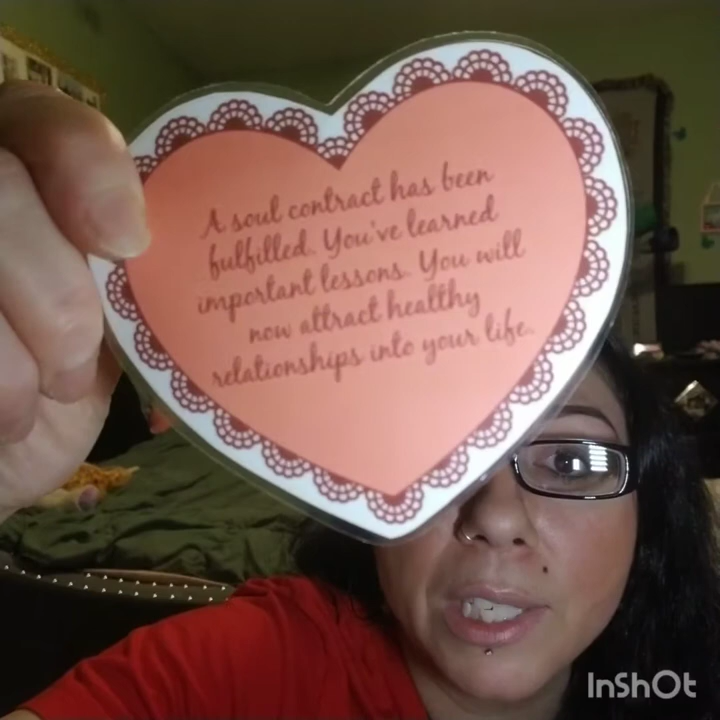 A soul contract has been
fulfilled. You've learned
important lessons. You will
now attract healthy
relationships into your life.
InShOt